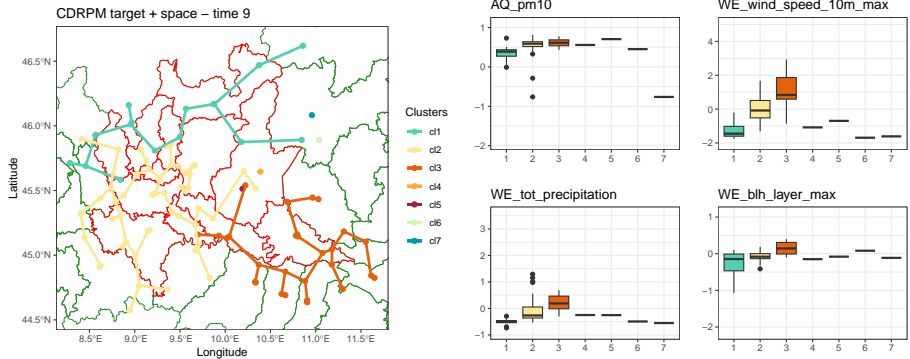 CDRPM target + space − time 9
46.5°N
46.0°N
45.5°N
45.0°N
44.5°N
Latitude
8.5°E
9.0°E
9.5°E
10.0°E
10.5°E
11.0°E
11.5°E
Longitude
Clusters
cl1
cl2
cl3
cl4
cl5
cl6
cl7
AQ_pm10
1
0
−1
−2
1 2 3 4 5 6 7
WE_wind_speed_10m_max
4
2
0
−2
1 2 3 4 5 6 7
WE_tot_precipitation
3
2
1
0
−1
1 2 3 4 5 6 7
WE_blh_layer_max
1
0
−1
−2
1 2 3 4 5 6 7